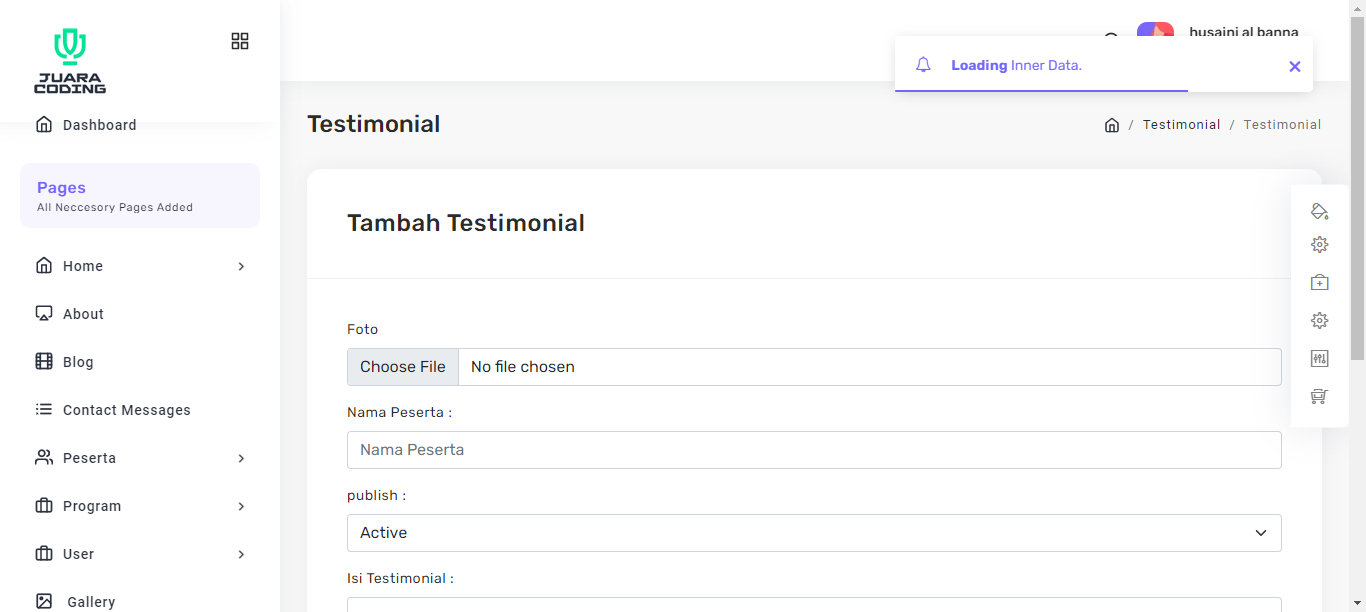 JUARA
CODING
husaini al banna
Loading Inner Data.
Dashboard
Pages
All Neccesory Pages Added
Home
About
Blog
Contact Messages
Peserta
Program
User
Gallery
Testimonial
/ Testimonial / Testimonial
Tambah Testimonial
Foto
Choose File No file chosen
Nama Peserta :
Nama Peserta
publish :
Active
Isi Testimonial :